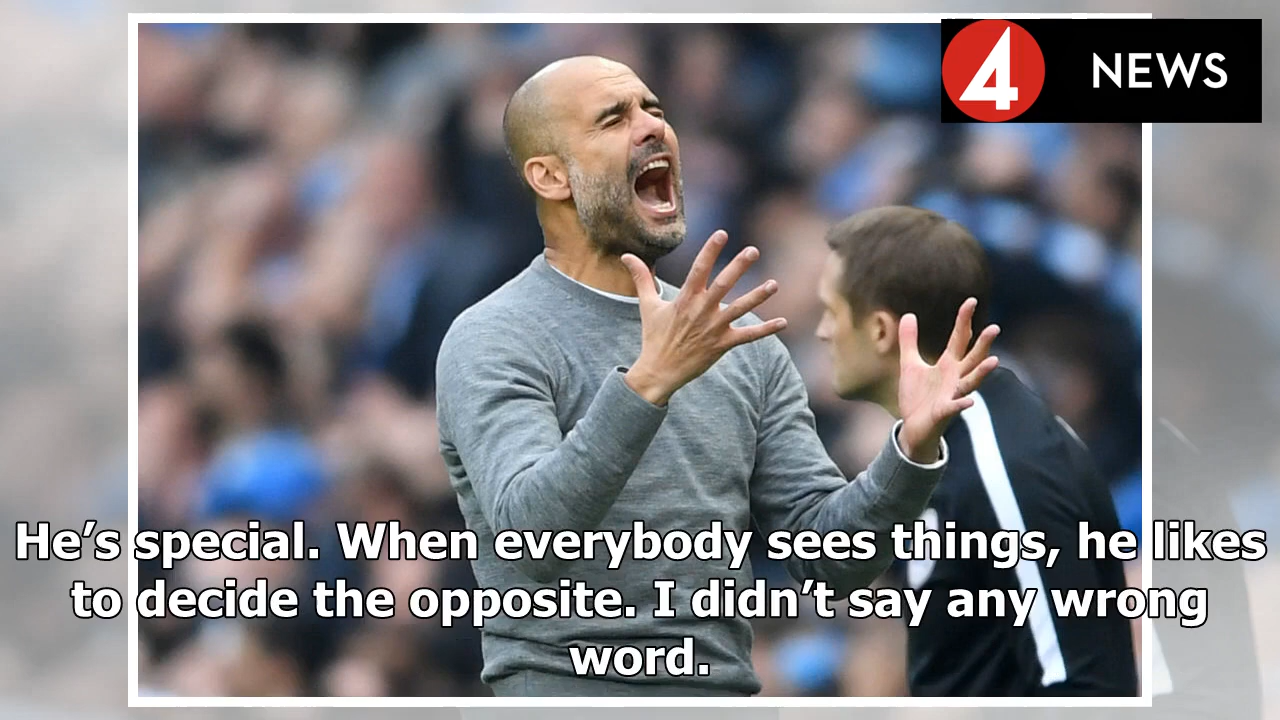 4 NEWS
He’s special. When everybody sees things, he likes
to decide the opposite. I didn’t say any wrong
word.